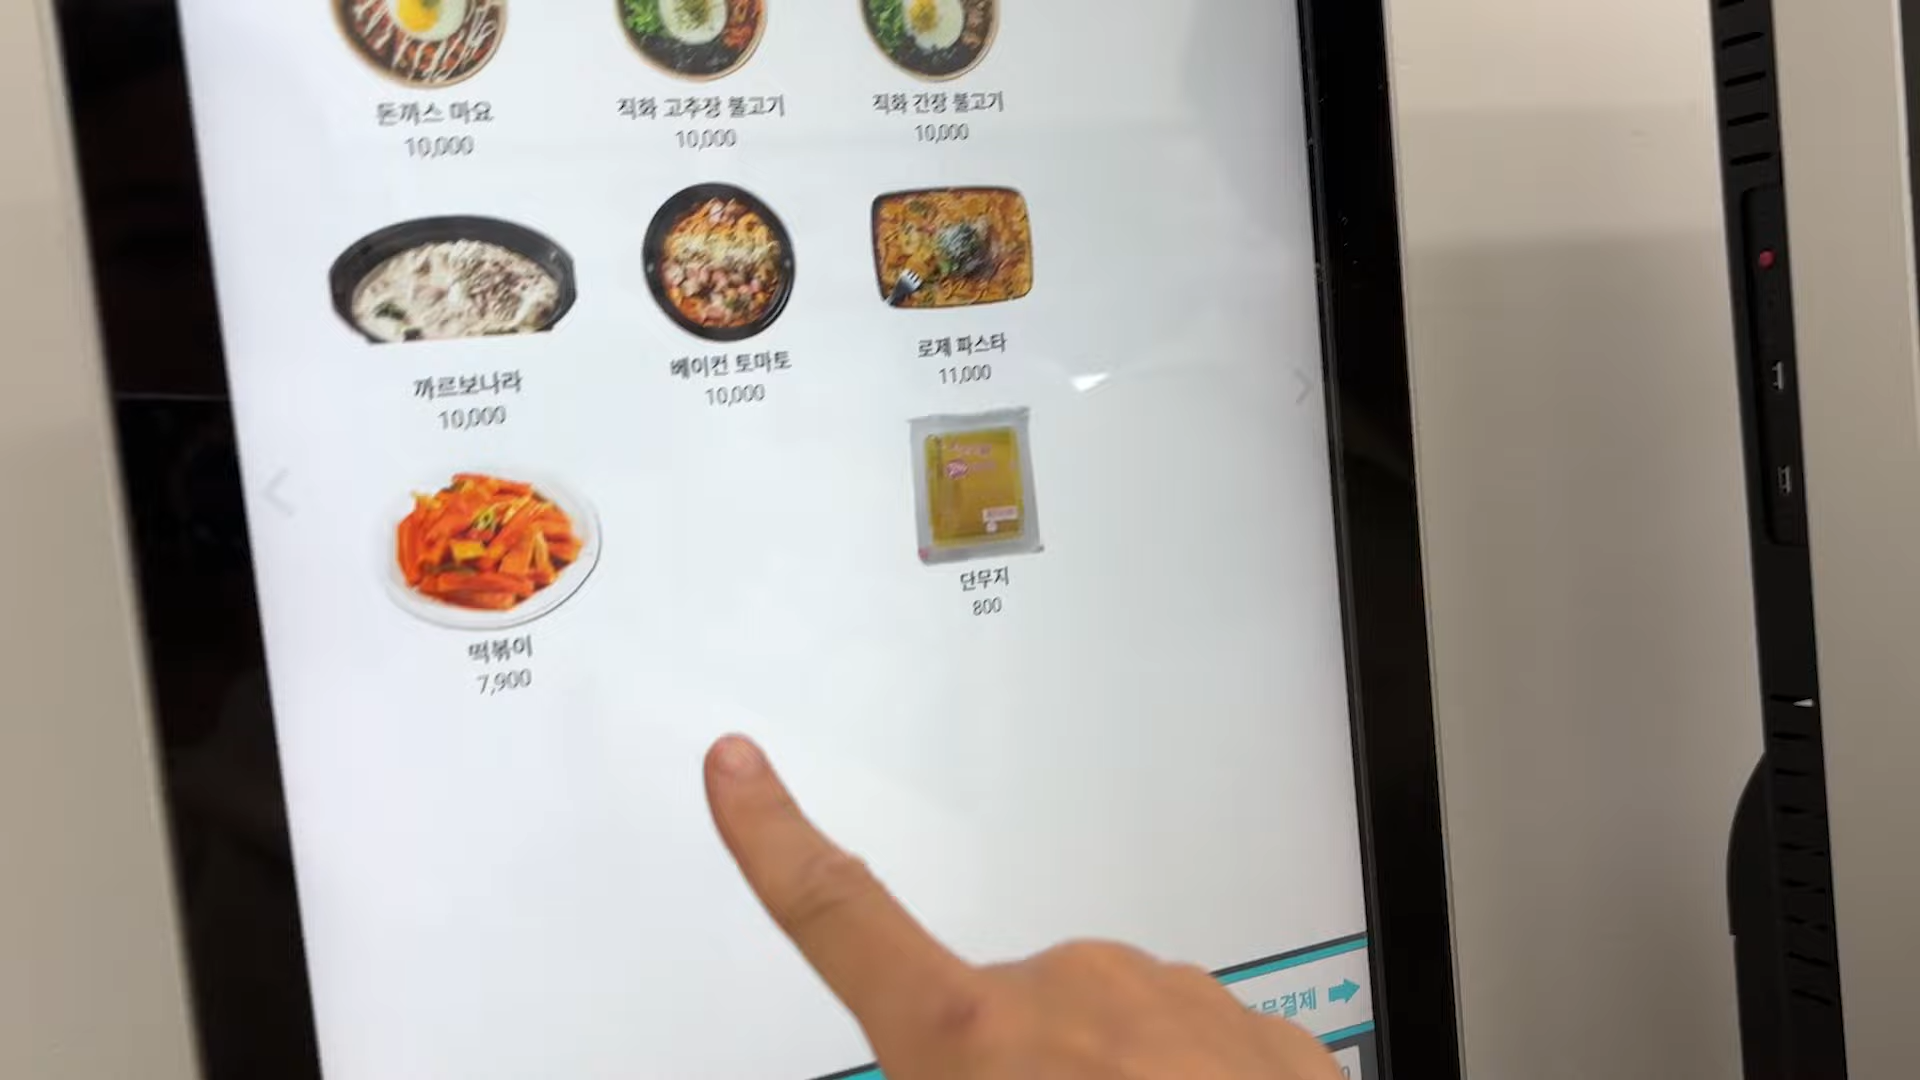 돈까스 마요
10,000
직화 고추장 불고기
10,000
직화 간장 불고기
10,000
까르보나라
10,000
베이컨 토마토
10,000
로제 파스타
11,000
떡볶이
7,900
단무지
800
결제